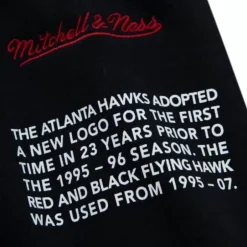 Mitchell & Ness
THE ATLANTA HAWKS ADOPTED
A NEW LOGO FOR THE FIRST
TIME IN 23 YEARS PRIOR TO
THE 1995-96 SEASON. THE
RED AND BLACK FLYING HAWK
WAS USED FROM 1995-07.